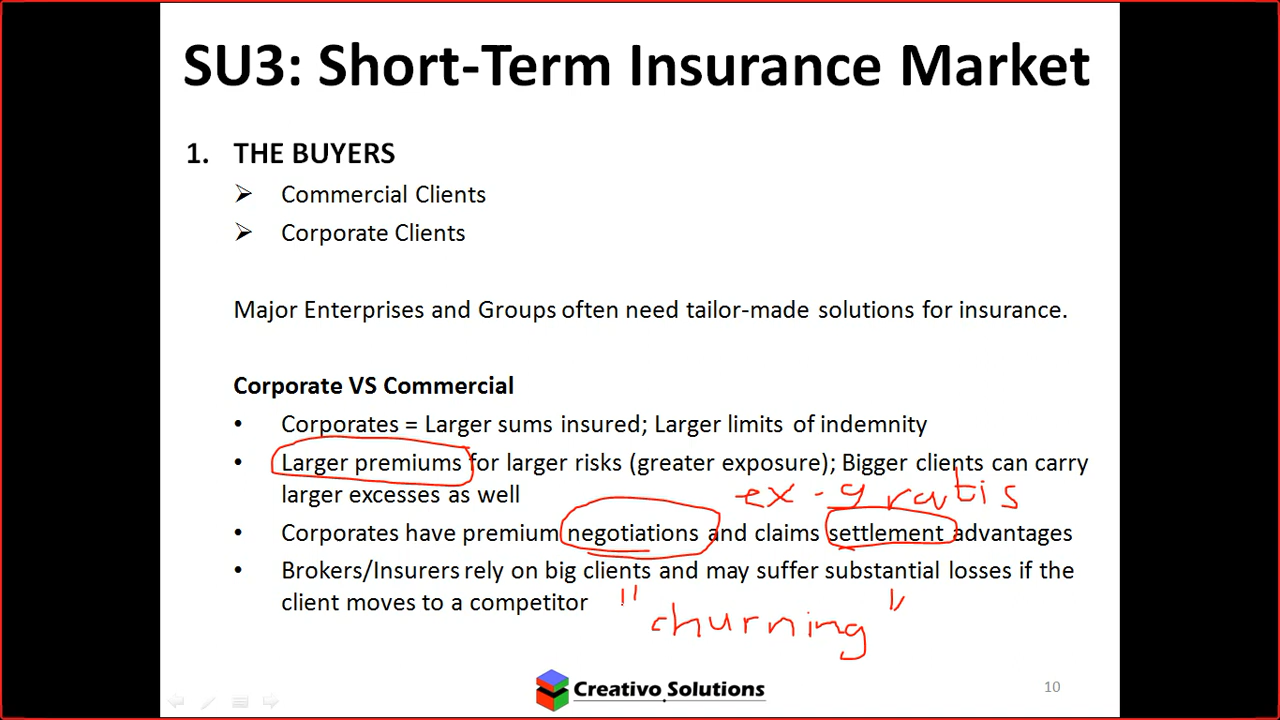 SU3: Short-Term Insurance Market
1. THE BUYERS
Commercial Clients
Corporate Clients
Major Enterprises and Groups often need tailor-made solutions for insurance.
Corporate VS Commercial
• Corporates = Larger sums insured; Larger limits of indemnity
• Larger premiums for larger risks (greater exposure); Bigger clients can carry
larger excesses as well
ex-gratis
• Corporates have premium negotiations and claims settlement advantages
• Brokers/Insurers rely on big clients and may suffer substantial losses if the
client moves to a competitor
"churning"
Creativo Solutions
10